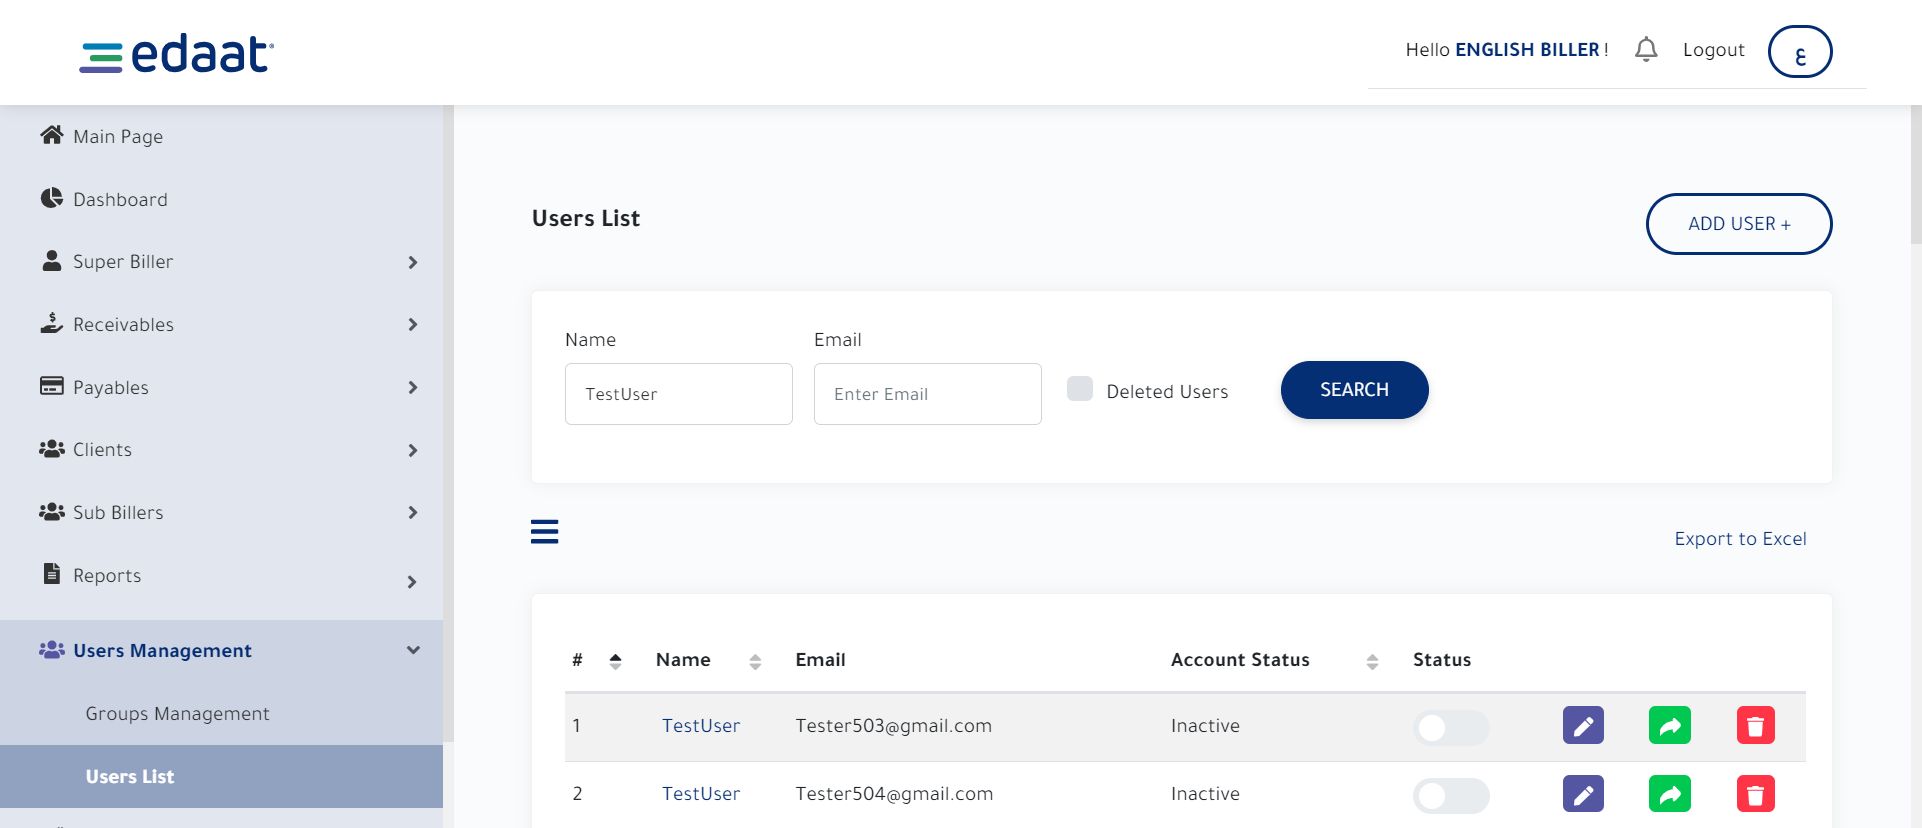 edaat
Hello ENGLISH BILLER !
Logout
ع
Main Page
Dashboard
Super Biller
Receivables
Payables
Clients
Sub Billers
Reports
Users Management
Groups Management
Users List
Users List
ADD USER +
Name
Email
TestUser
Enter Email
Deleted Users
SEARCH
Export to Excel
# Name Email Account Status Status
1 TestUser Tester503@gmail.com Inactive
2 TestUser Tester504@gmail.com Inactive